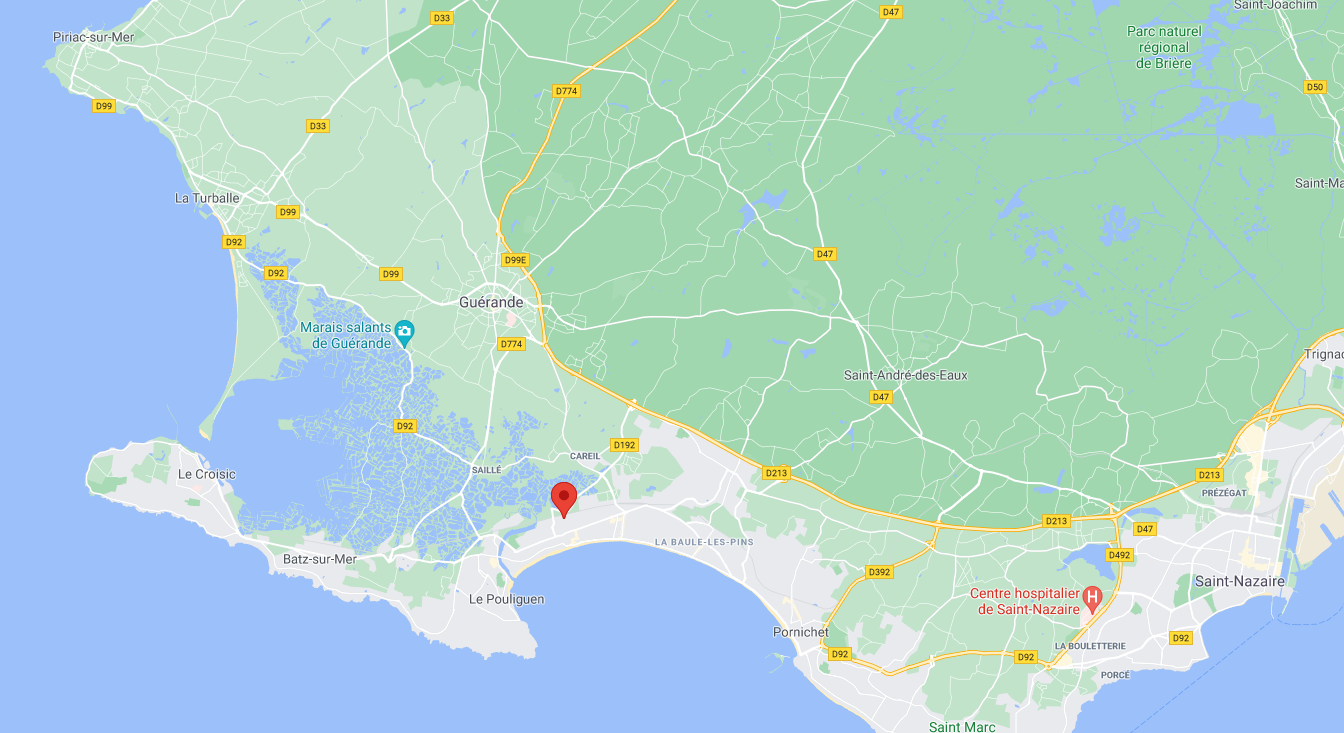 Saint-Joachim
D33
D47
Piriac-sur-Mer
Parc naturel
régional
de Brière
D774
D50
D99
D33
Saint-Ma
La Turballe
D99
D92
D47
D99E
D92
D99
Guérande
Marais salants
de Guérande
D774
Trignac
Saint-André-des-Eaux
D47
D92
D192
CAREIL
SAILLÉ
Le Croisic
D213
D213
PRÉZÉGAT
D213
D47
LA BAULE-LES-PINS
Batz-sur-Mer
D492
D392
Saint-Nazaire
Le Pouliguen
Centre hospitalier
de Saint-Nazaire
H
Pornichet
D92
LA BOULETTERIE
D92
D92
PORCÉ
Saint Marc